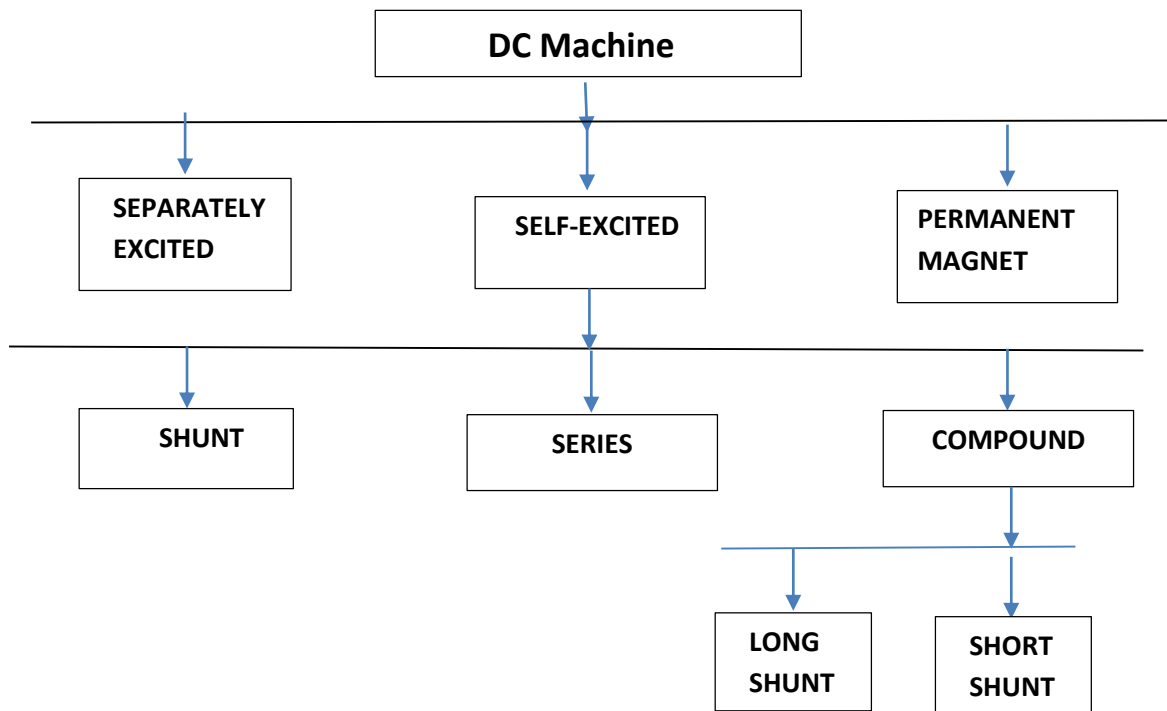 DC Machine
SEPARATELY
EXCITED
SELF-EXCITED
PERMANENT
MAGNET
SHUNT
SERIES
COMPOUND
LONG
SHUNT
SHORT
SHUNT